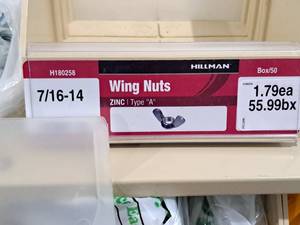 HILLMAN
H180258
Box/50
7/16-14
Wing Nuts
ZINC | Type "A"
1.79ea
55.99bx